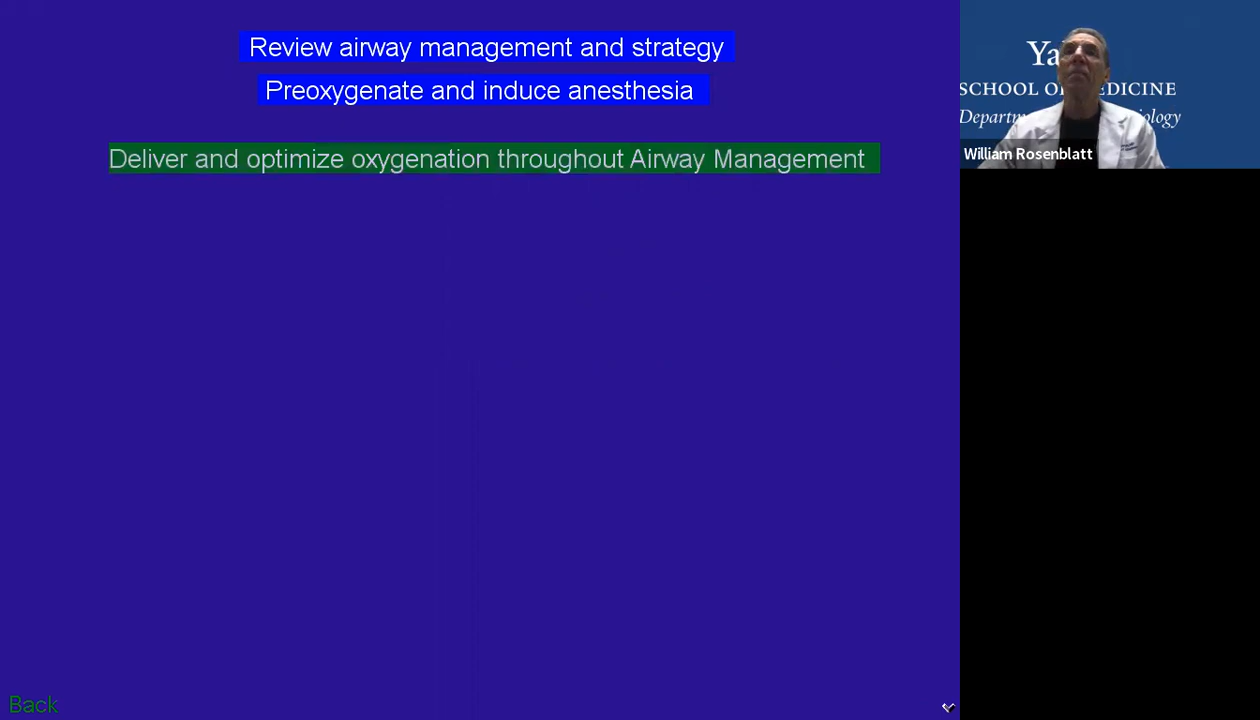 Review airway management and strategy
Preoxygenate and induce anesthesia
Deliver and optimize oxygenation throughout Airway Management
Back
SCHOOL OF
William Rosenblatt